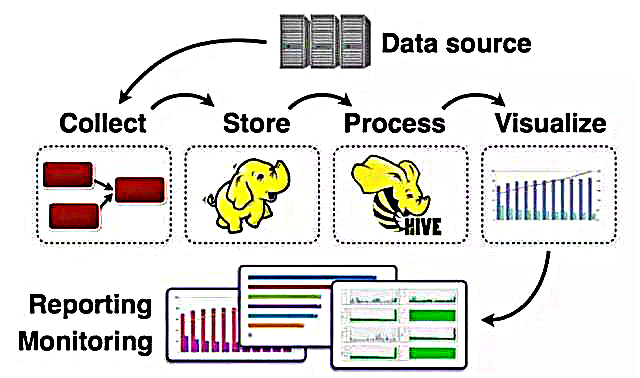 Data source
Collect
Store
Process
Visualize
HIVE
Reporting
Monitoring